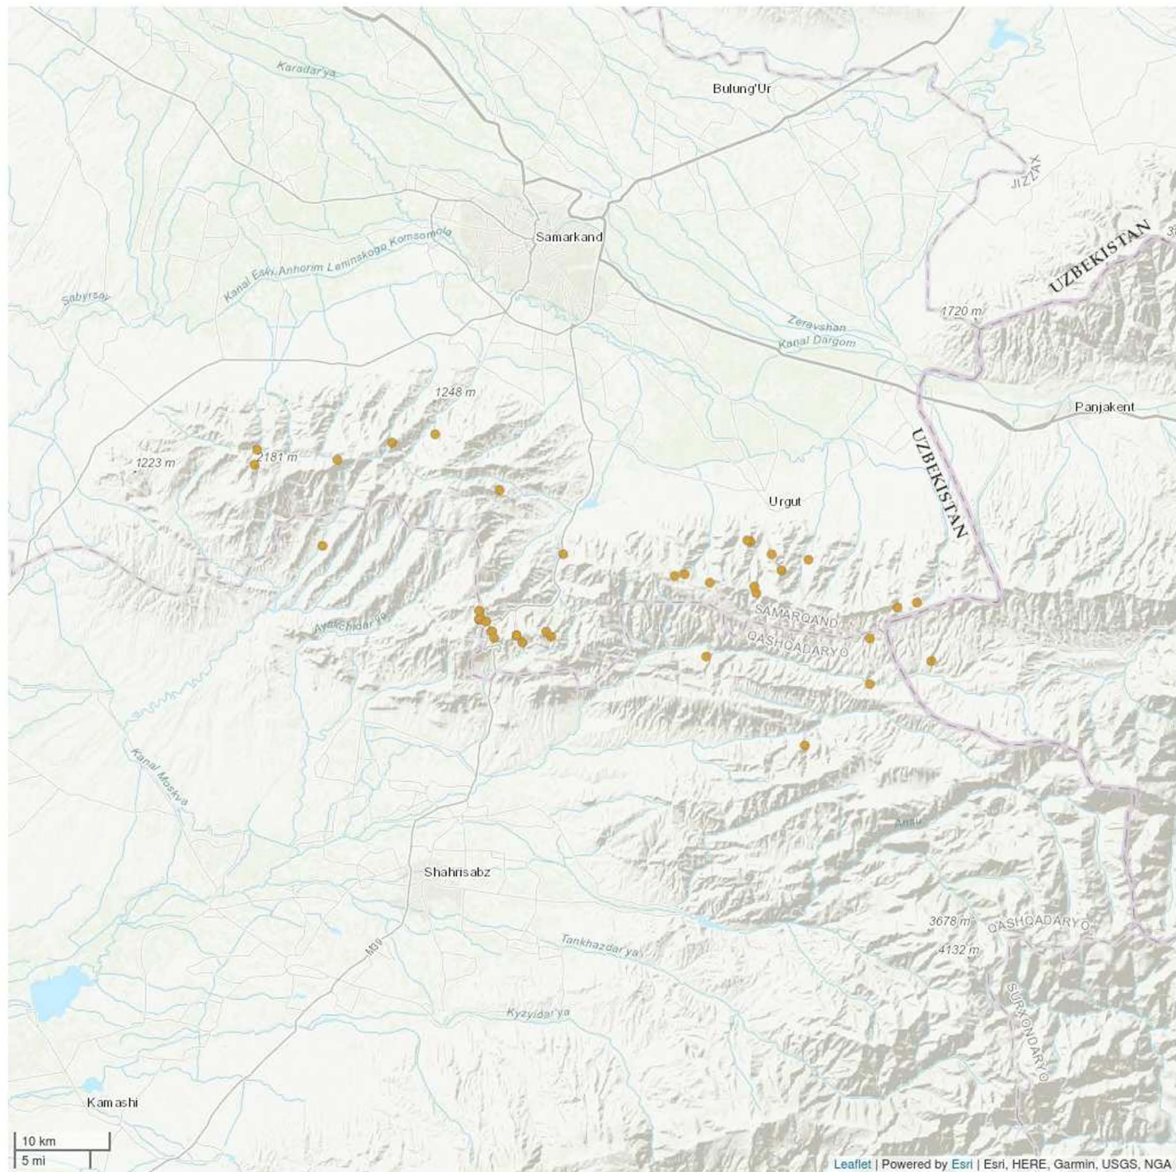 Karadar'ya
Bulung'Ur
JIZZAX
Samarkand
UZBEKISTAN
Kanal Eski Anhorim Leninskogo Komsomola
Sabyrsay
1720 m
Zeravshan
Kanal Dargom
1248 m
Panjakent
UZBEKISTAN
1223 m
2181 m
Urgut
SAMARQAND
Ayakchidar'ya
QASHQADARYO
Kanal Moskva
Shahrisabz
3678 m
QASHQADARYO
4132 m
M39
Tankhazdar'ya
SURXONDARYO
Kyzyldar'ya
Kamashi
10 km
5 mi
Leaflet | Powered by Esri | Esri, HERE, Garmin, USGS, NGA